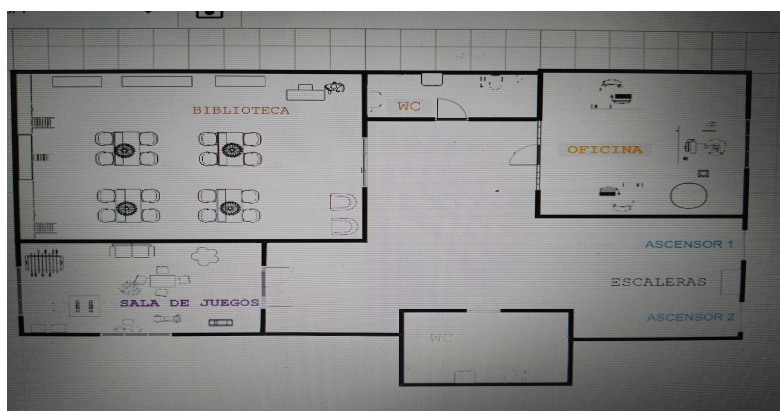 BIBLIOTECA
WC
OFICINA
ASCENSOR 1
ESCALERAS
SALA DE JUEGOS
ASCENSOR 2
WC